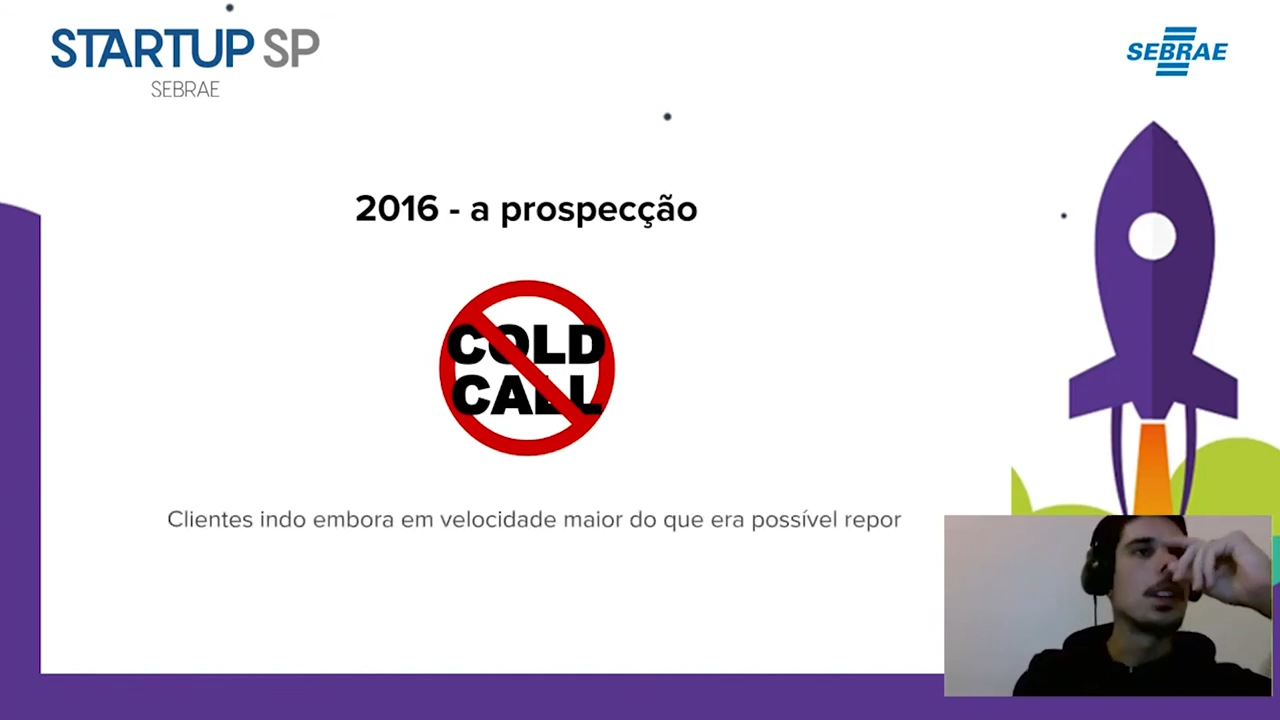 STARTUP SP
SEBRAE
SEBRAE
2016 - a prospecção
COLD
CALL
Clientes indo embora em velocidade maior do que era possível repor